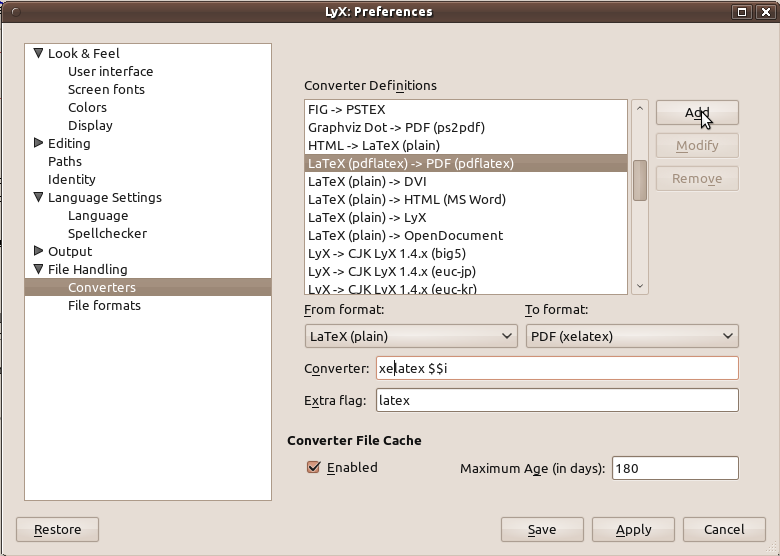 LyX: Preferences
Look & Feel
User interface
Screen fonts
Colors
Display
Editing
Paths
Identity
Language Settings
Language
Spellchecker
Output
File Handling
Converters
File formats
Converter Definitions
FIG -> PSTEX
Graphviz Dot -> PDF (ps2pdf)
HTML -> LaTeX (plain)
LaTeX (pdflatex) -> PDF (pdflatex)
LaTeX (plain) -> DVI
LaTeX (plain) -> HTML (MS Word)
LaTeX (plain) -> LyX
LaTeX (plain) -> OpenDocument
LyX -> CJK LyX 1.4.x (big5)
LyX -> CJK LyX 1.4.x (euc-jp)
LyX -> CJK LyX 1.4.x (euc-kr)
Add
Modify
Remove
From format: To format:
LaTeX (plain) PDF (xelatex)
Converter: xelatex $$i
Extra flag: latex
Converter File Cache
Enabled Maximum Age (in days): 180
Restore Save Apply Cancel